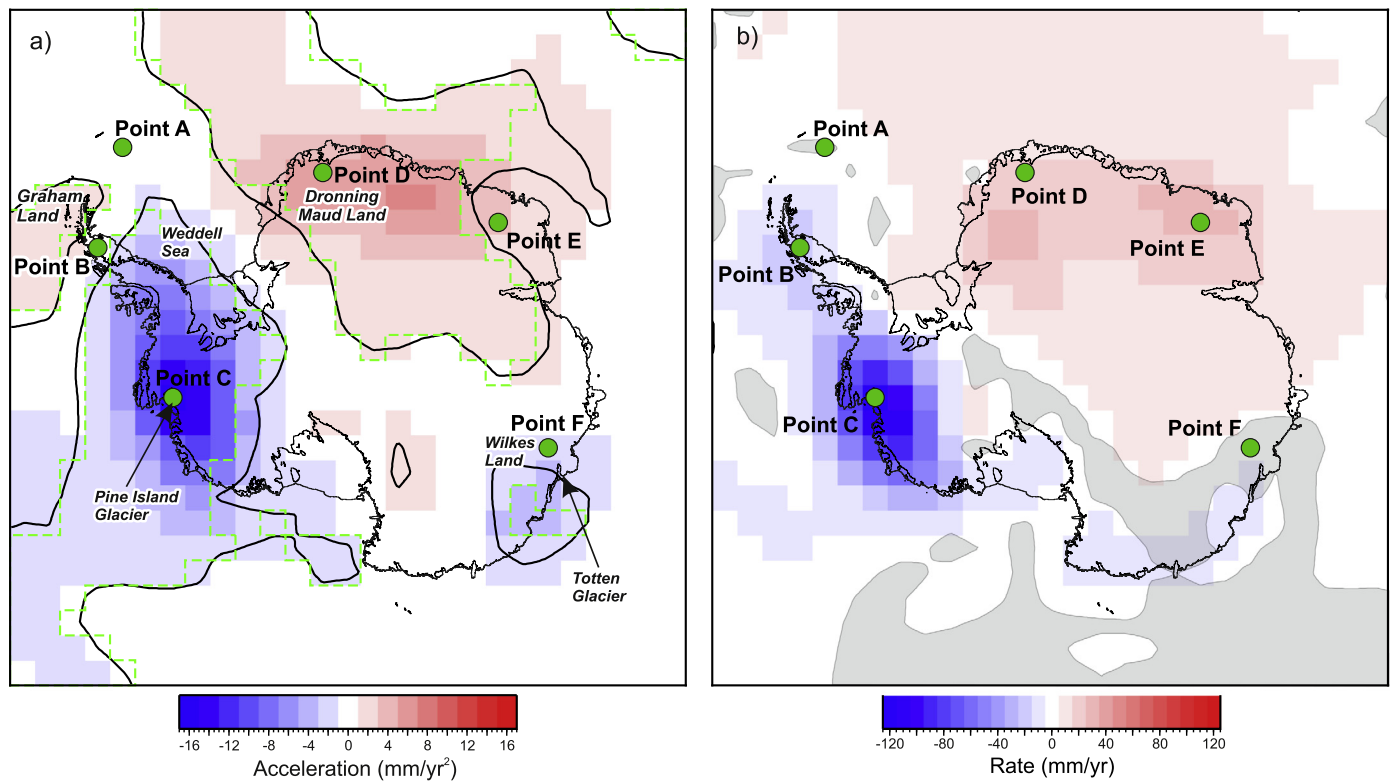 a)
Point A
Point D
Dronning
Maud Land
Graham
Land
Weddell
Sea
Point E
Point B
Point C
Point F
Wilkes
Land
Pine Island
Glacier
Totten
Glacier
-16 -12 -8 -4 0 4 8 12 16
Acceleration (mm/yr²)
b)
Point A
Point D
Point E
Point B
Point C
Point F
-120 -80 -40 0 40 80 120
Rate (mm/yr)